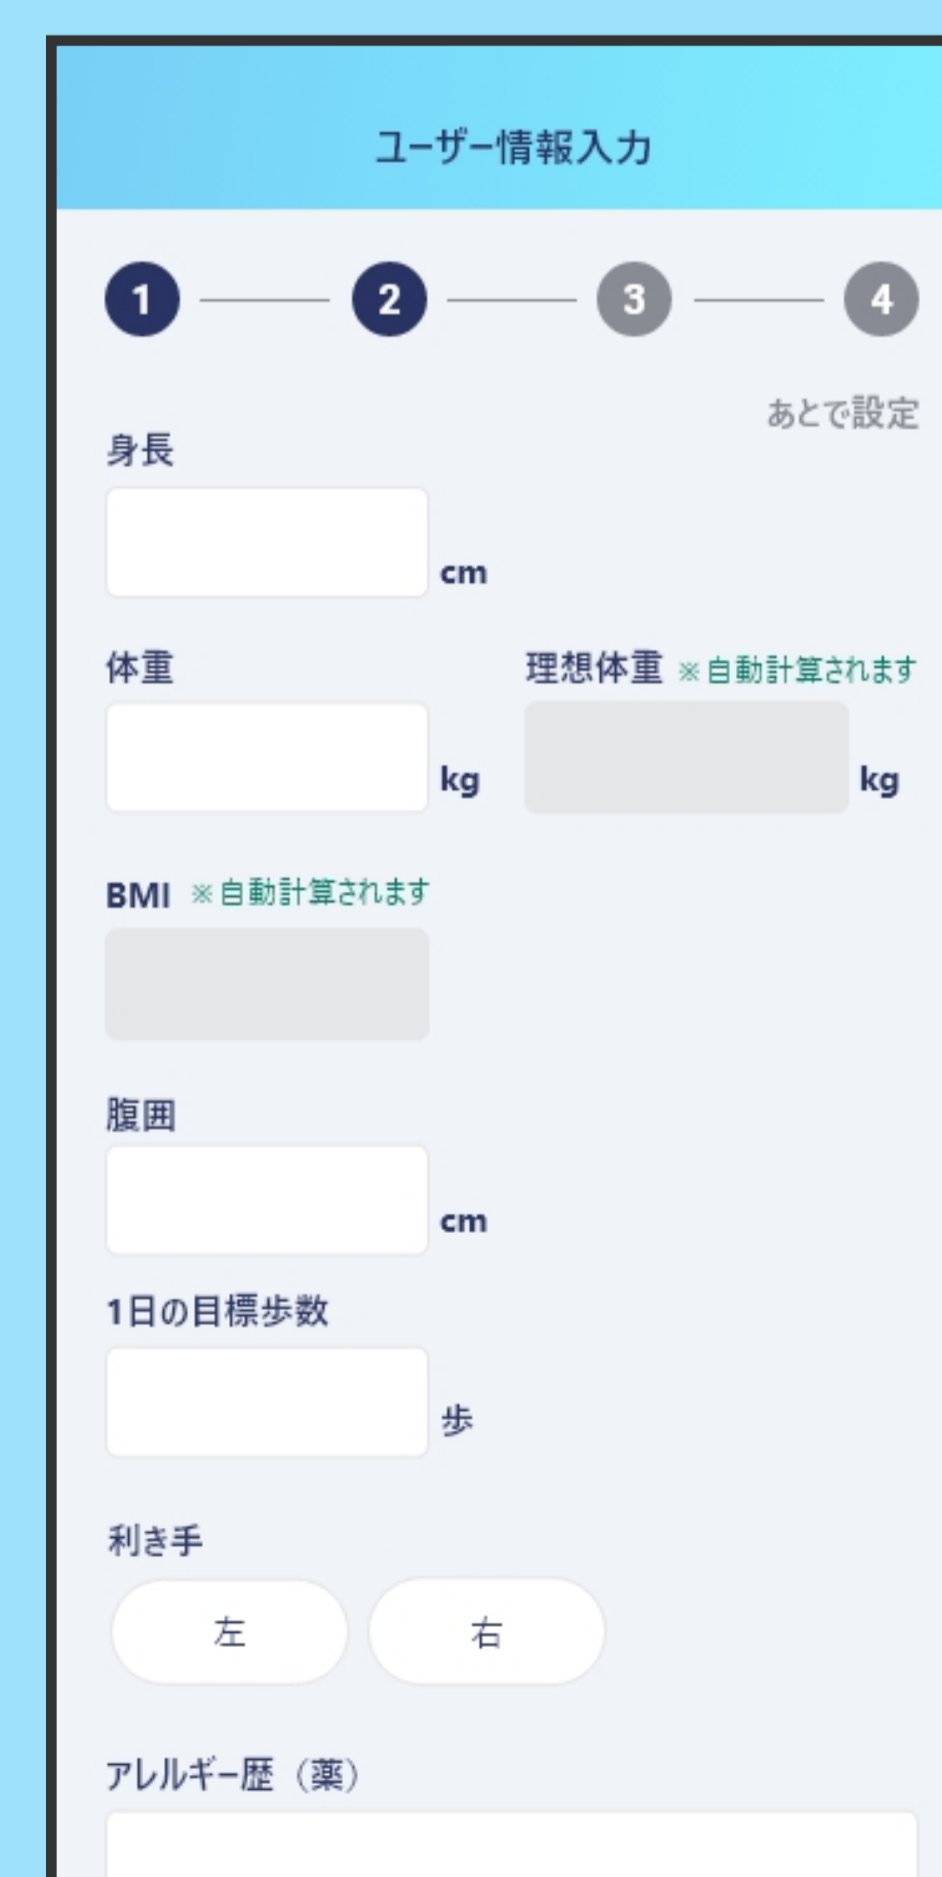 ユーザー情報入力
1 2 3 4
あとで設定
身長
cm
体重
kg
理想体重 ※自動計算されます
kg
BMI ※自動計算されます
腹囲
cm
1日の目標歩数
歩
利き手
左 右
アレルギー歴（薬）